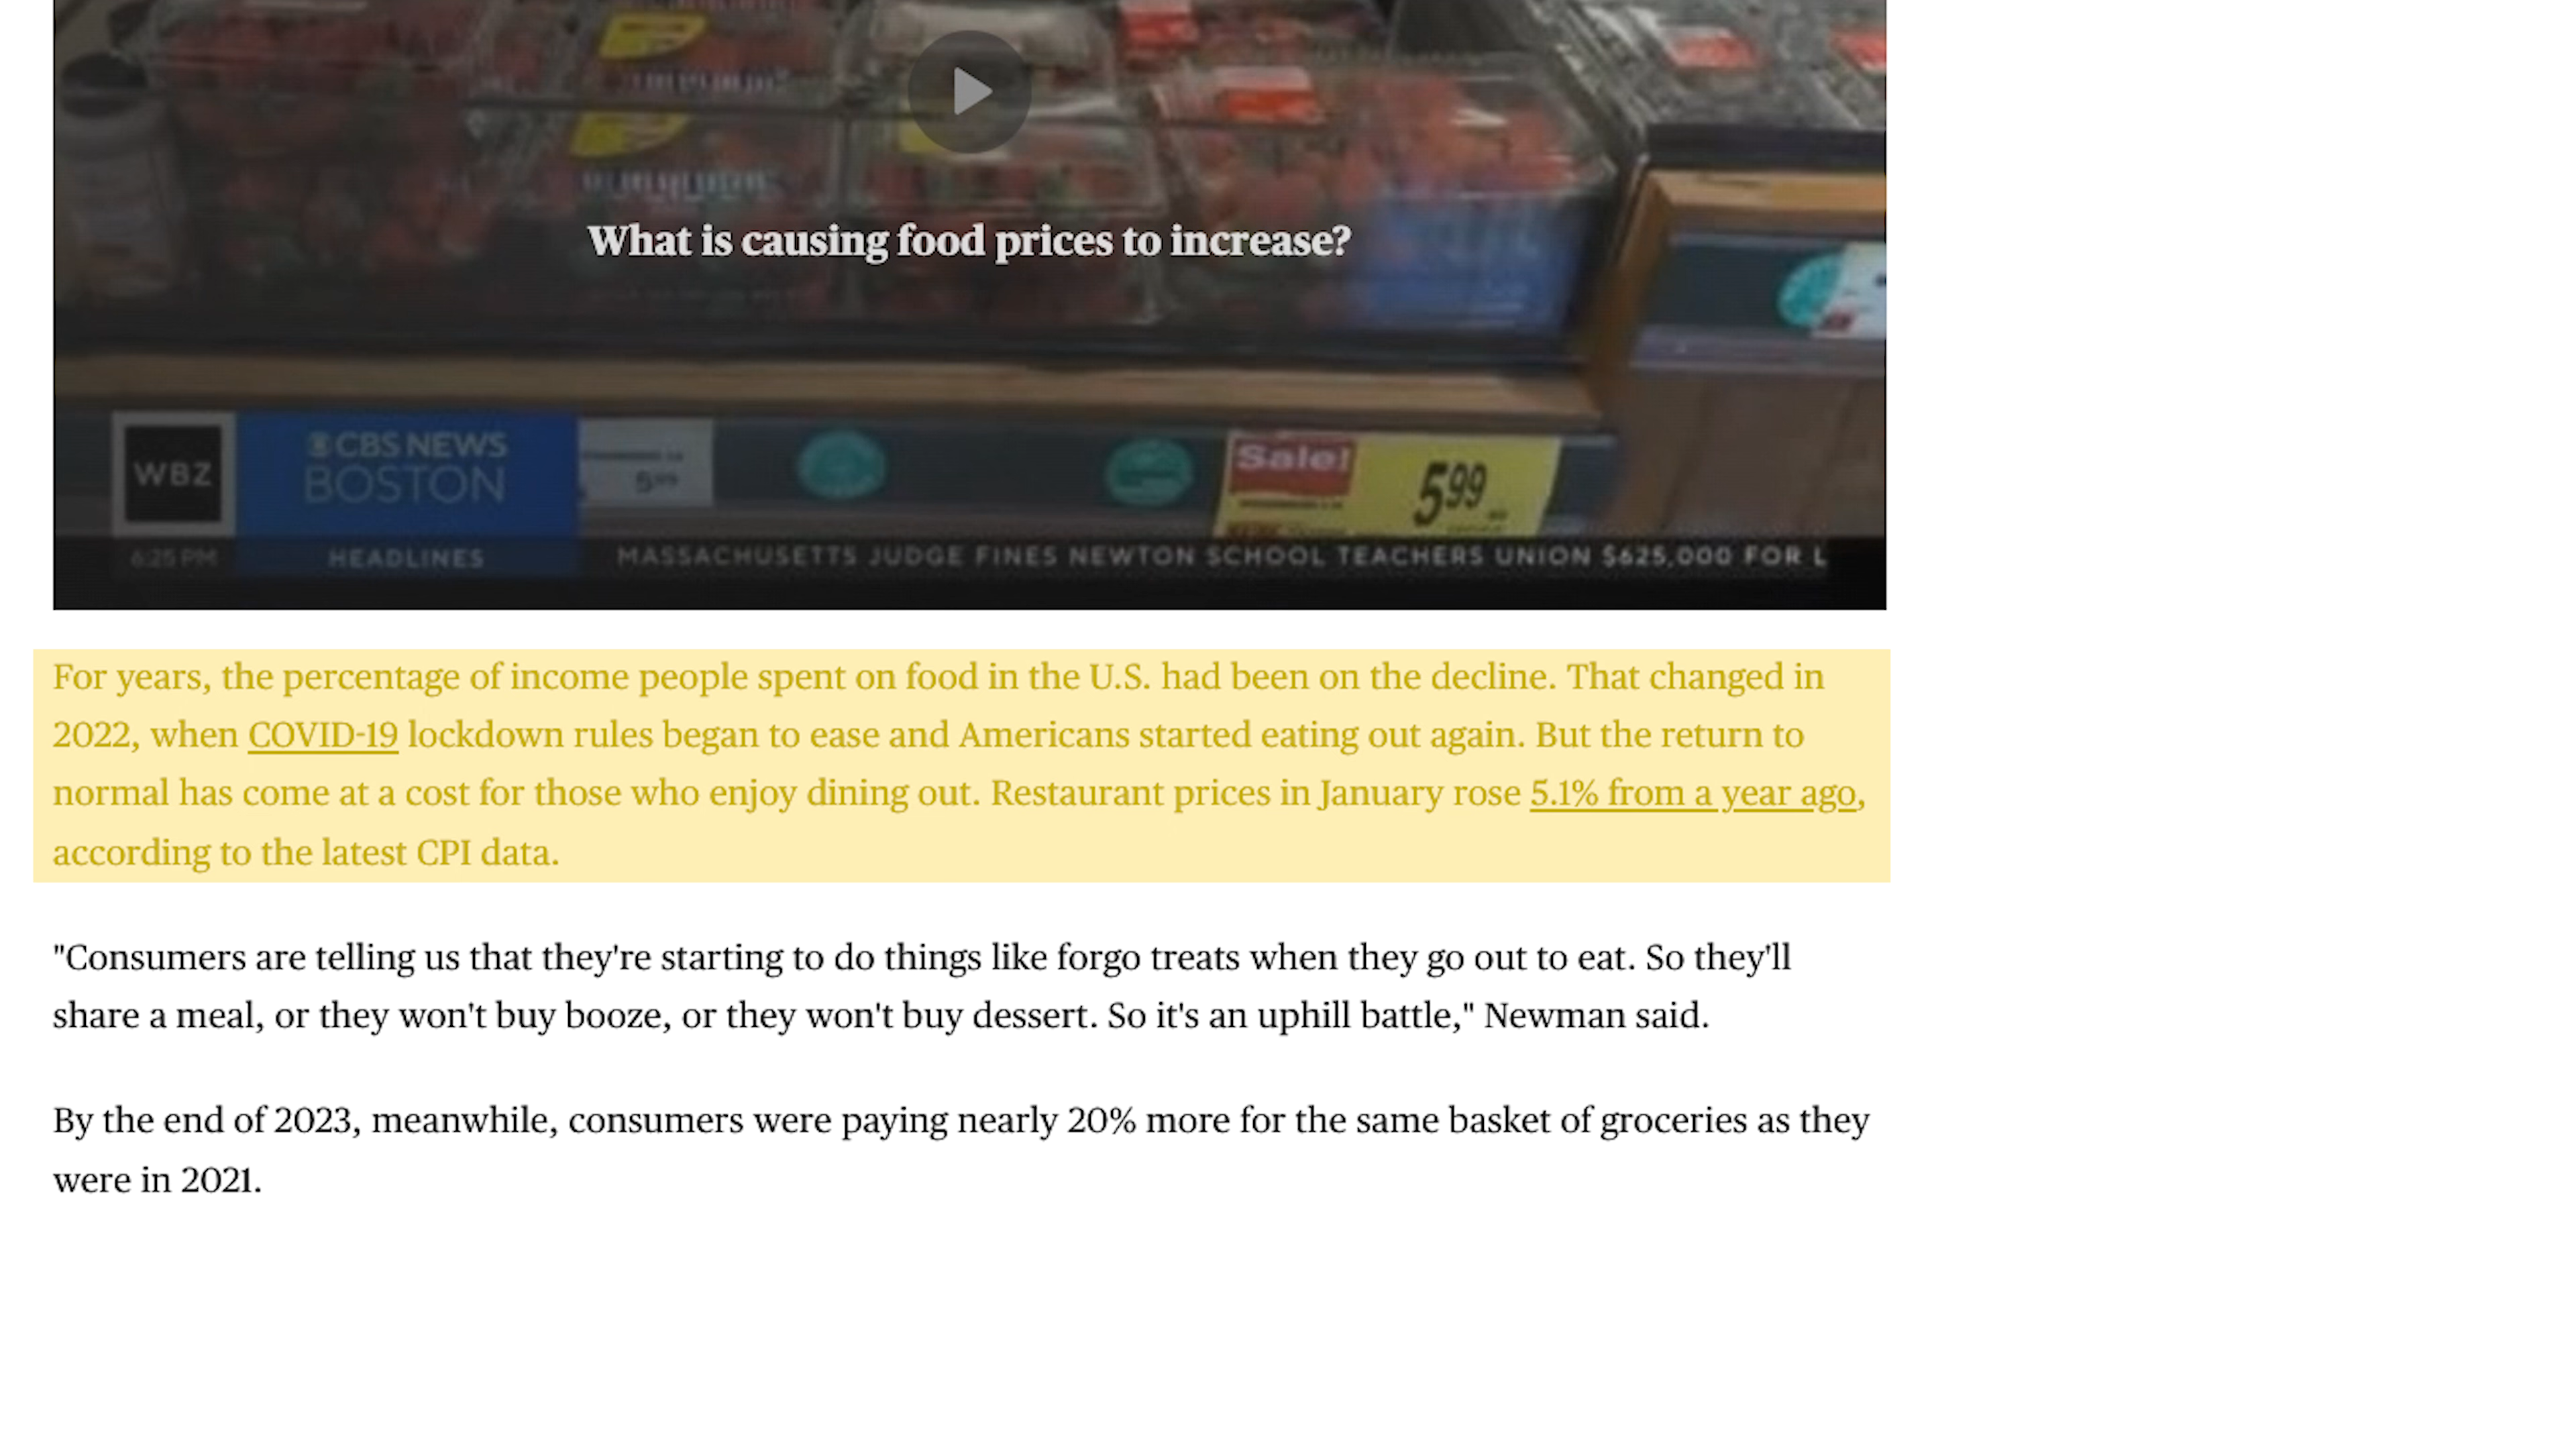 What is causing food prices to increase?
WBZ
CBS NEWS
BOSTON
5⁹⁹
Sale!
5⁹⁹
6:25 PM
HEADLINES
MASSACHUSETTS JUDGE FINES NEWTON SCHOOL TEACHERS UNION $625,000 FOR L
For years, the percentage of income people spent on food in the U.S. had been on the decline. That changed in
2022, when COVID-19 lockdown rules began to ease and Americans started eating out again. But the return to
normal has come at a cost for those who enjoy dining out. Restaurant prices in January rose 5.1% from a year ago,
according to the latest CPI data.
"Consumers are telling us that they're starting to do things like forgo treats when they go out to eat. So they'll
share a meal, or they won't buy booze, or they won't buy dessert. So it's an uphill battle," Newman said.
By the end of 2023, meanwhile, consumers were paying nearly 20% more for the same basket of groceries as they
were in 2021.